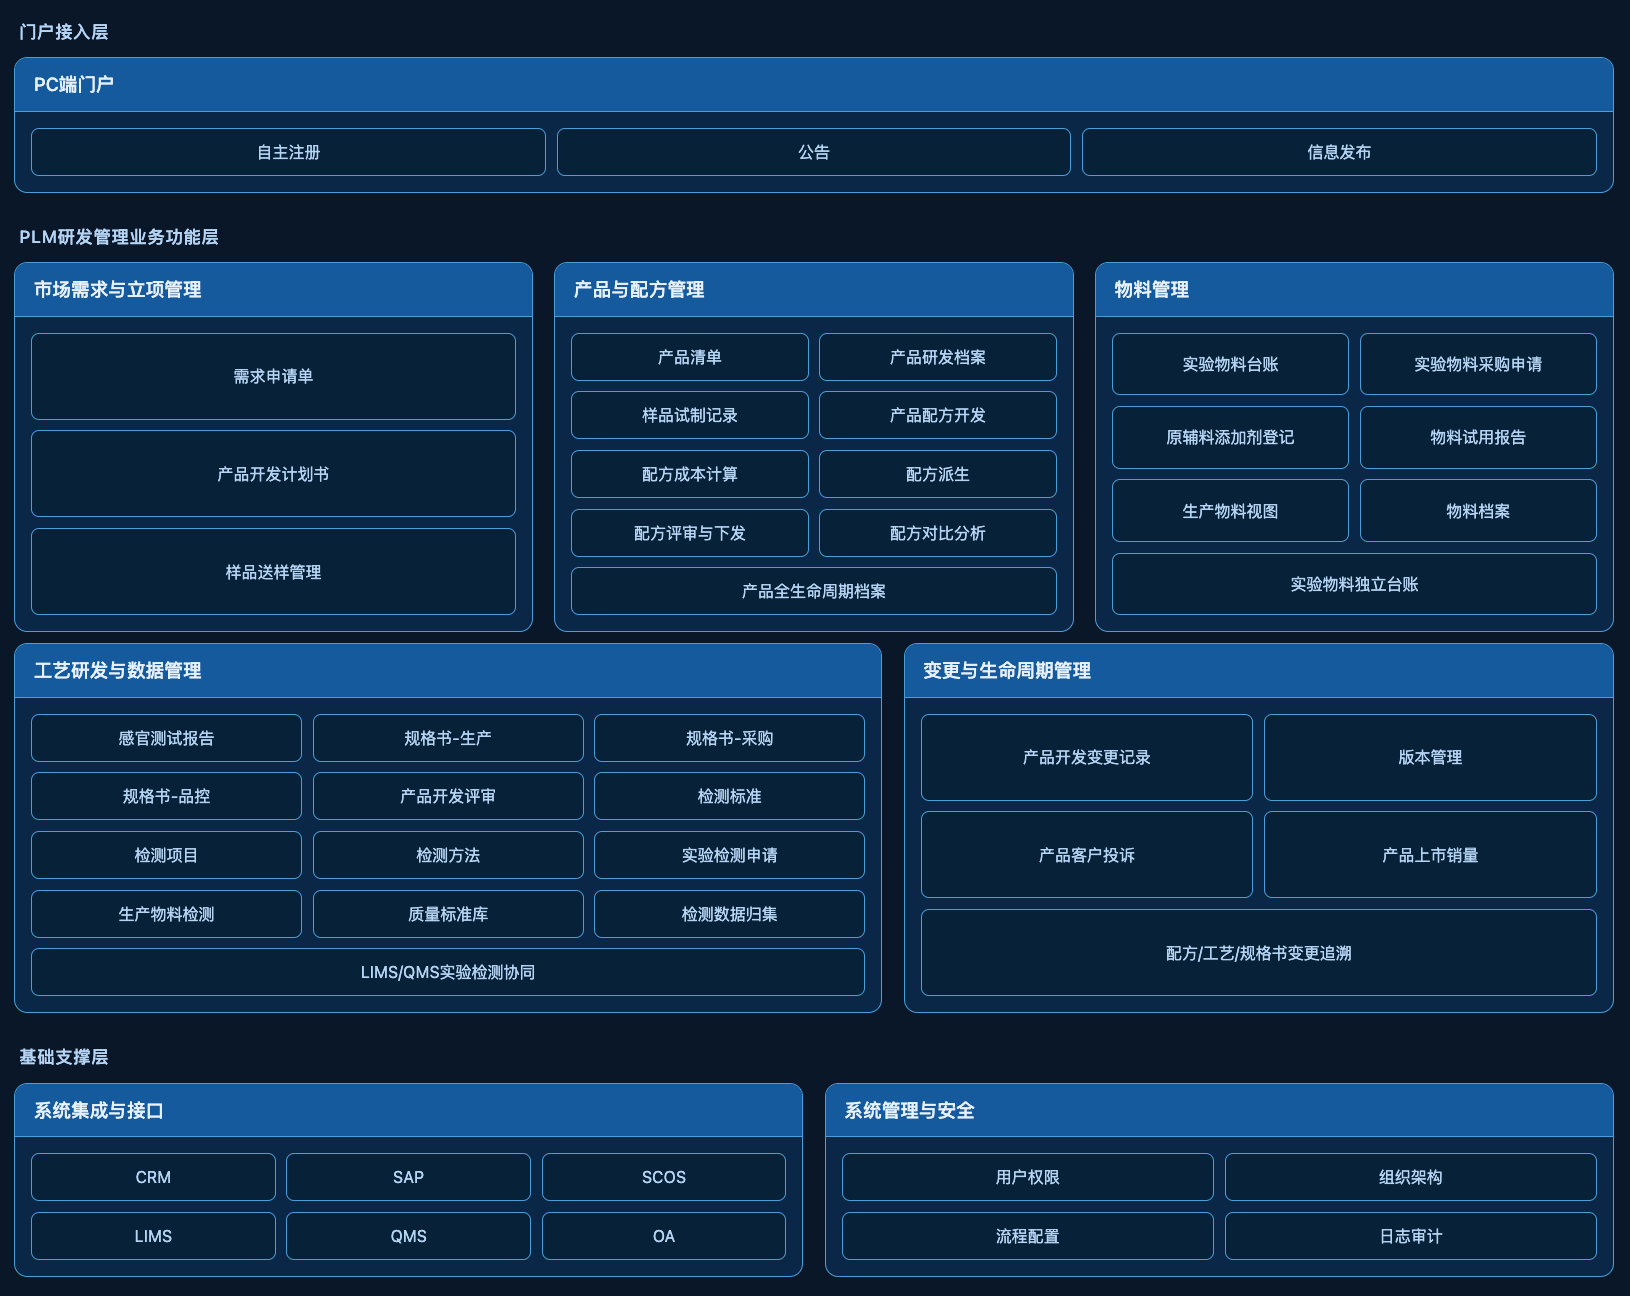 门户接入层
PC端门户
自主注册
公告
信息发布
PLM研发管理业务功能层
市场需求与立项管理
需求申请单
产品开发计划书
样品送样管理
产品与配方管理
产品清单
产品研发档案
样品试制记录
产品配方开发
配方成本计算
配方派生
配方评审与下发
配方对比分析
产品全生命周期档案
物料管理
实验物料台账
实验物料采购申请
原辅料添加剂登记
物料试用报告
生产物料视图
物料档案
实验物料独立台账
工艺研发与数据管理
感官测试报告
规格书-生产
规格书-采购
规格书-品控
产品开发评审
检测标准
检测项目
检测方法
实验检测申请
生产物料检测
质量标准库
检测数据归集
LIMS/QMS实验检测协同
变更与生命周期管理
产品开发变更记录
版本管理
产品客户投诉
产品上市销量
配方/工艺/规格书变更追溯
基础支撑层
系统集成与接口
CRM
SAP
SCOS
LIMS
QMS
OA
系统管理与安全
用户权限
组织架构
流程配置
日志审计